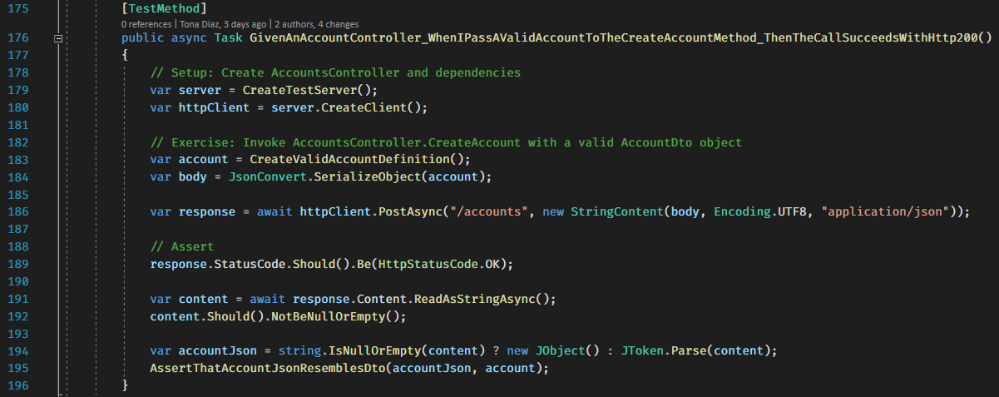 175 [TestMethod]
0 references | Tona Diaz, 3 days ago | 2 authors, 4 changes
176 public async Task GivenAnAccountController_WhenIPassAValidAccountToTheCreateAccountMethod_ThenTheCallSucceedsWithHttp200()
177 {
178 // Setup: Create AccountsController and dependencies
179 var server = CreateTestServer();
180 var httpClient = server.CreateClient();
181
182 // Exercise: Invoke AccountsController.CreateAccount with a valid AccountDto object
183 var account = CreateValidAccountDefinition();
184 var body = JsonConvert.SerializeObject(account);
185
186 var response = await httpClient.PostAsync("/accounts", new StringContent(body, Encoding.UTF8, "application/json"));
187
188 // Assert
189 response.StatusCode.Should().Be(HttpStatusCode.OK);
190
191 var content = await response.Content.ReadAsStringAsync();
192 content.Should().NotBeNullOrEmpty();
193
194 var accountJson = string.IsNullOrEmpty(content) ? new JObject() : JToken.Parse(content);
195 AssertThatAccountJsonResemblesDto(accountJson, account);
196 }